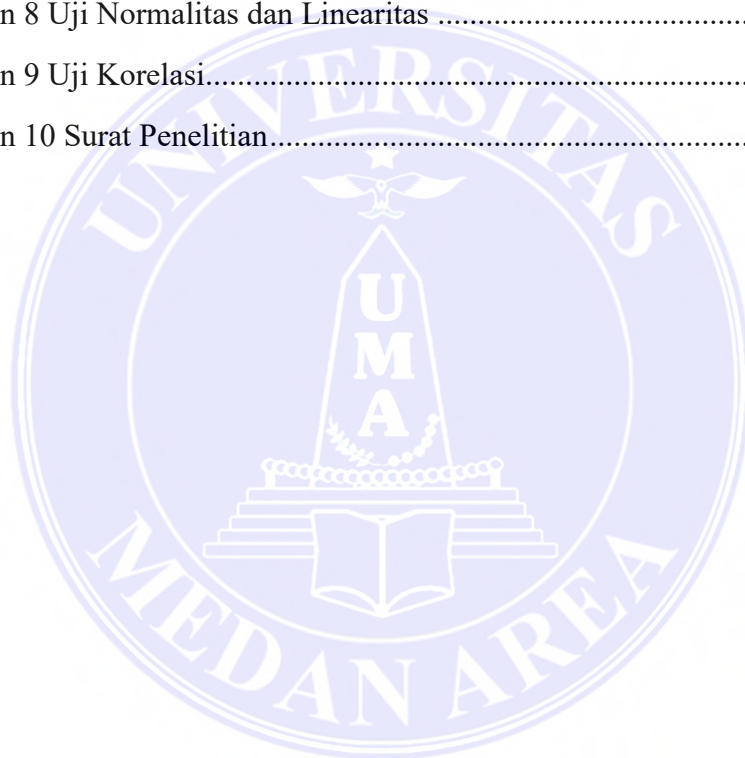 n 8 Uji Normalitas dan Linearitas ........................................
n 9 Uji Korelasi....................................................................
n 10 Surat Penelitian............................................................
UNIVERSITAS
UMA
MEDAN AREA